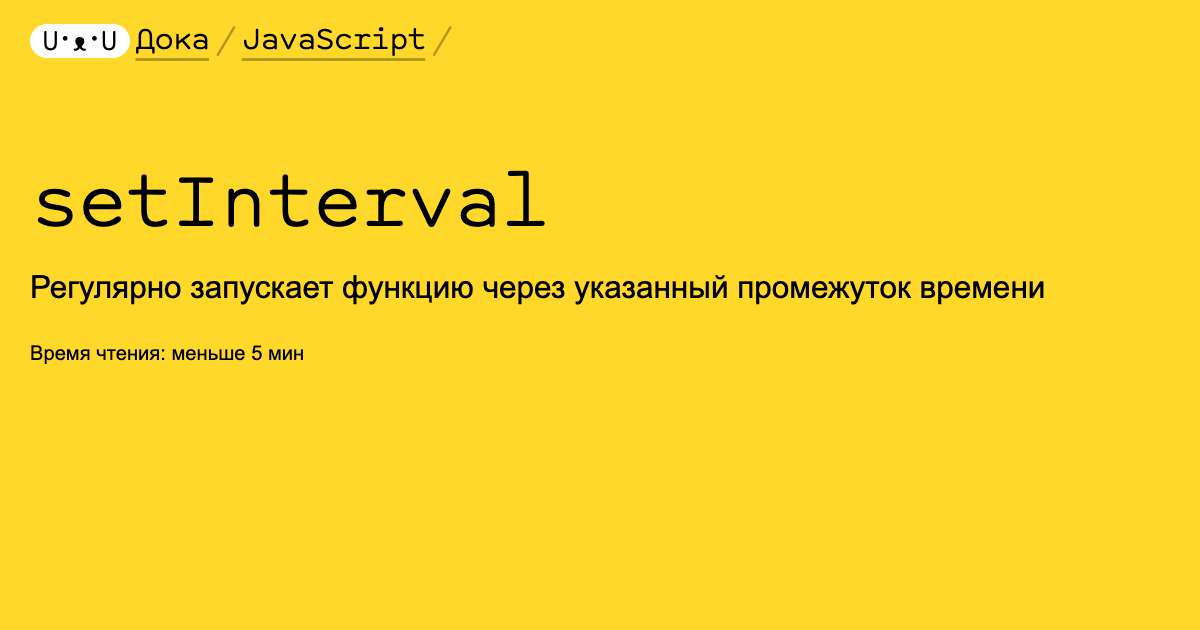 U·ᴥ·U Дока / JavaScript /
setInterval
Регулярно запускает функцию через указанный промежуток времени
Время чтения: меньше 5 мин